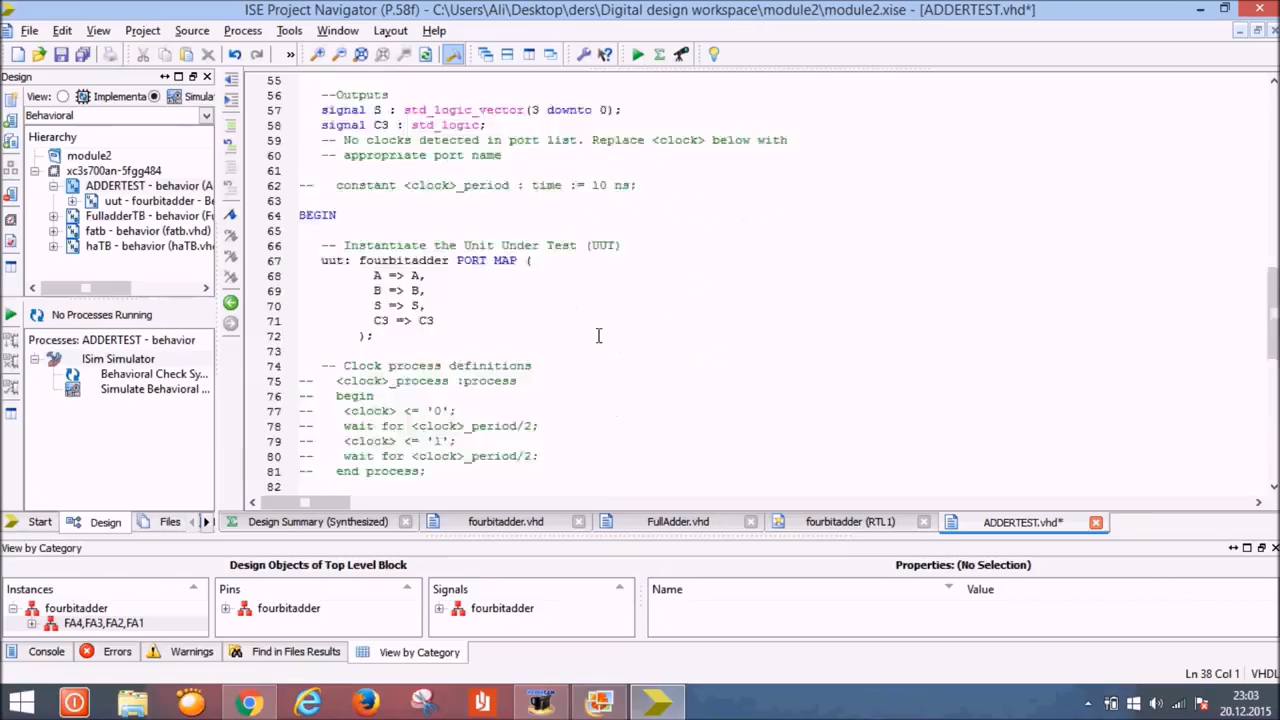 ISE Project Navigator (P.58f) - C:\Users\Ali\Desktop\ders\Digital design workspace\module2\module2.xise - [ADDERTEST.vhd*]
File Edit View Project Source Process Tools Window Layout Help
»
Design
View: Implementa Simula
Behavioral
Hierarchy
module2
xc3s700an-5fgg484
ADDERTEST - behavior (A
uut - fourbitadder - Be
FulladderTB - behavior (Fu
fatb - behavior (fatb.vhd)
haTB - behavior (haTB.vhd
No Processes Running
Processes: ADDERTEST - behavior
ISim Simulator
Behavioral Check Sy...
Simulate Behavioral ...
Start Design Files
55
56 --Outputs
57 signal S : std_logic_vector(3 downto 0);
58 signal C3 : std_logic;
59 -- No clocks detected in port list. Replace <clock> below with
60 -- appropriate port name
61
62 -- constant <clock>_period : time := 10 ns;
63
64 BEGIN
65
66 -- Instantiate the Unit Under Test (UUT)
67 uut: fourbitadder PORT MAP (
68 A => A,
69 B => B,
70 S => S,
71 C3 => C3
72 );
73
74 -- Clock process definitions
75 -- <clock>_process :process
76 -- begin
77 -- <clock> <= '0';
78 -- wait for <clock>_period/2;
79 -- <clock> <= '1';
80 -- wait for <clock>_period/2;
81 -- end process;
82
Design Summary (Synthesized) fourbitadder.vhd FullAdder.vhd fourbitadder (RTL1) ADDERTEST.vhd*
View by Category
Design Objects of Top Level Block Properties: (No Selection)
Instances Pins Signals Name Value
fourbitadder fourbitadder fourbitadder
FA4,FA3,FA2,FA1
Console Errors Warnings Find in Files Results View by Category
Ln 38 Col 1 VHDL
23:03
20.12.2015